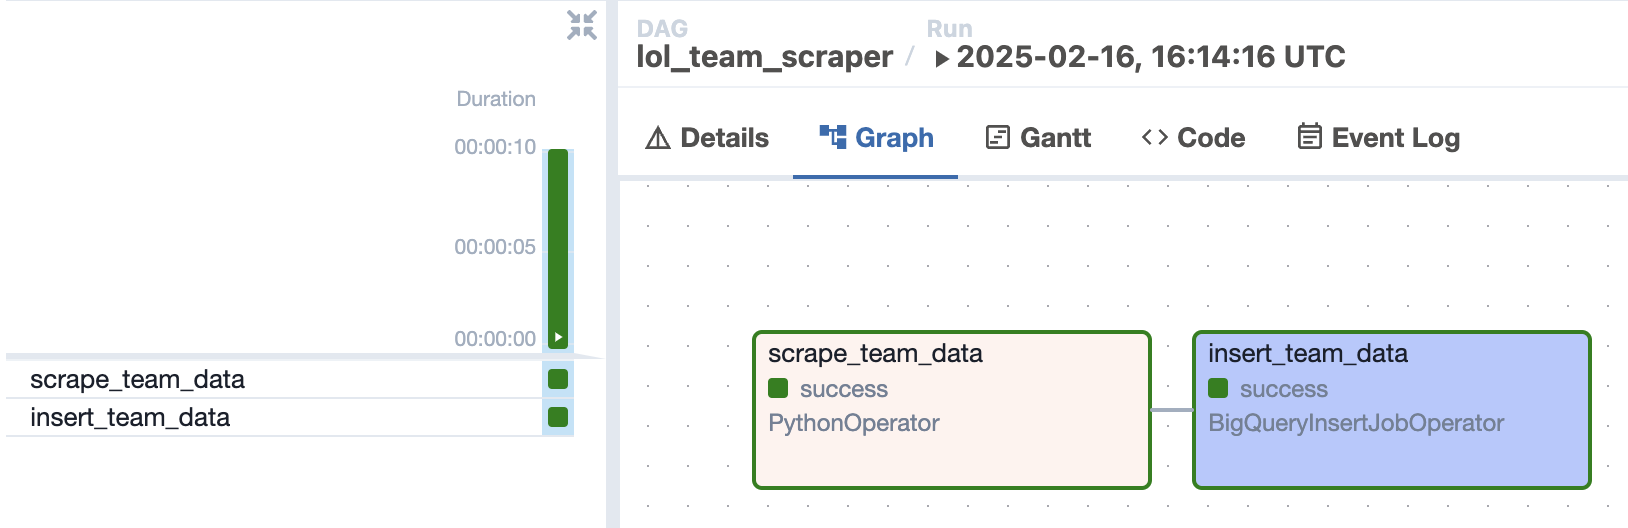 Duration
00:00:10
00:00:05
00:00:00
scrape_team_data
insert_team_data
DAG
lol_team_scraper /
Run
2025-02-16, 16:14:16 UTC
Details
Graph
Gantt
Code
Event Log
scrape_team_data
success
PythonOperator
insert_team_data
success
BigQueryInsertJobOperator